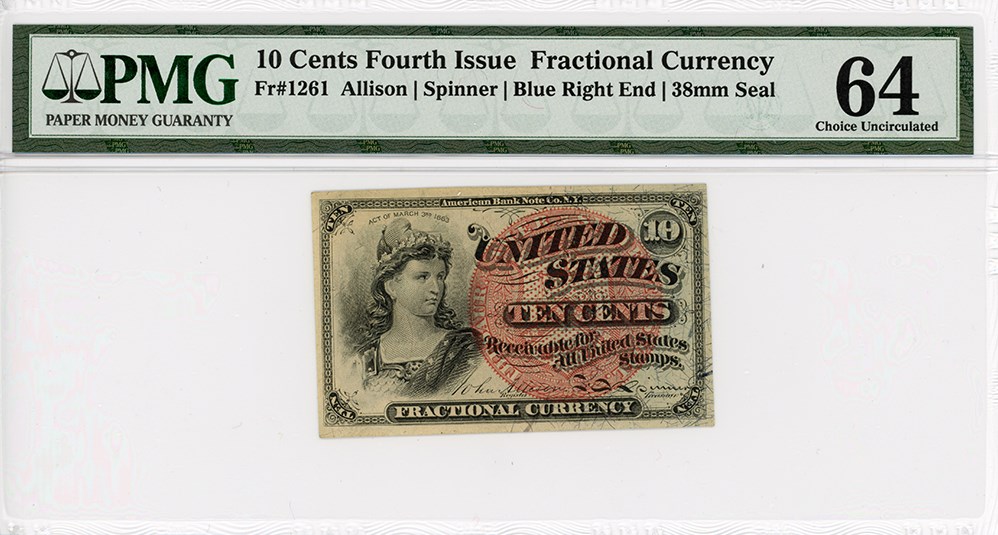 PMG
PAPER MONEY GUARANTY
10 Cents Fourth Issue Fractional Currency
Fr#1261 Allison | Spinner | Blue Right End | 38mm Seal
64
Choice Uncirculated
American Bank Note Co. N.Y.
TEN
TEN
ACT OF MARCH 3RD 1863
10
UNITED
STATES
TEN CENTS
Receivable for
All United States
Stamps.
FRACTIONAL CURRENCY
TEN
TEN